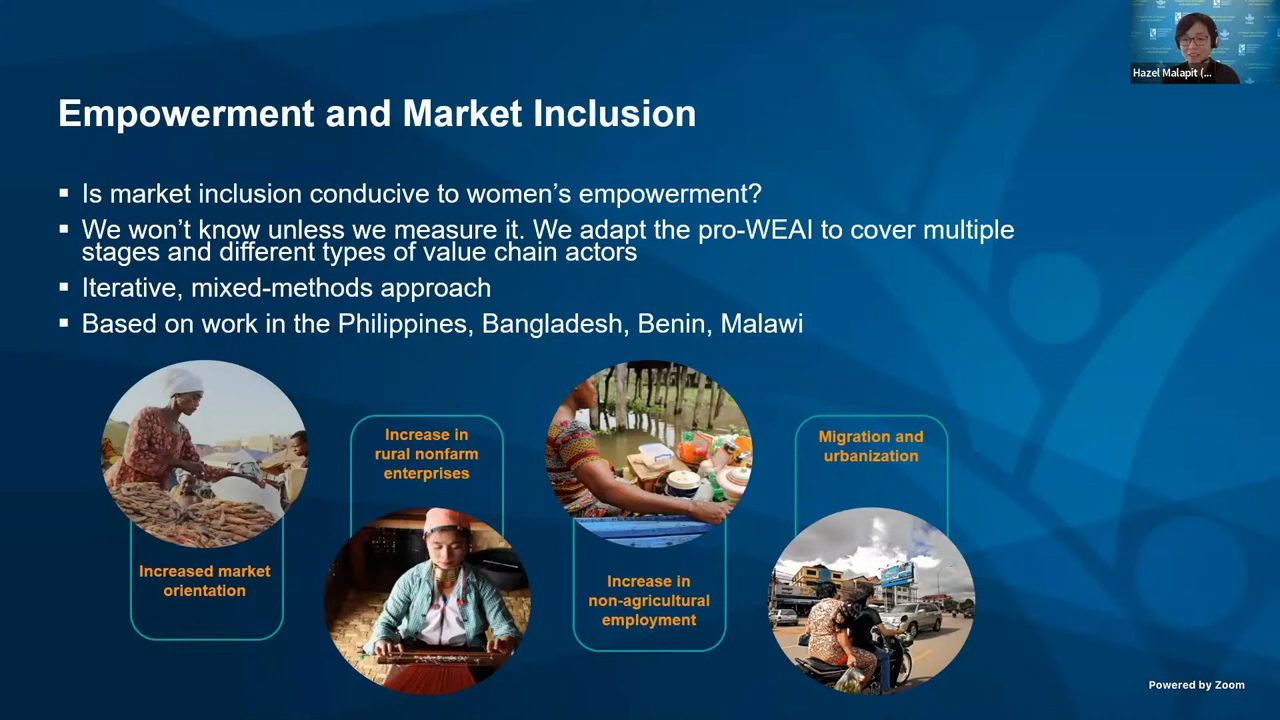 Hazel Malapit (...
Empowerment and Market Inclusion
▪ Is market inclusion conducive to women’s empowerment?
▪ We won’t know unless we measure it. We adapt the pro-WEAI to cover multiple
stages and different types of value chain actors
▪ Iterative, mixed-methods approach
▪ Based on work in the Philippines, Bangladesh, Benin, Malawi
Increased market
orientation
Increase in
rural nonfarm
enterprises
Increase in
non-agricultural
employment
Migration and
urbanization
Powered by Zoom